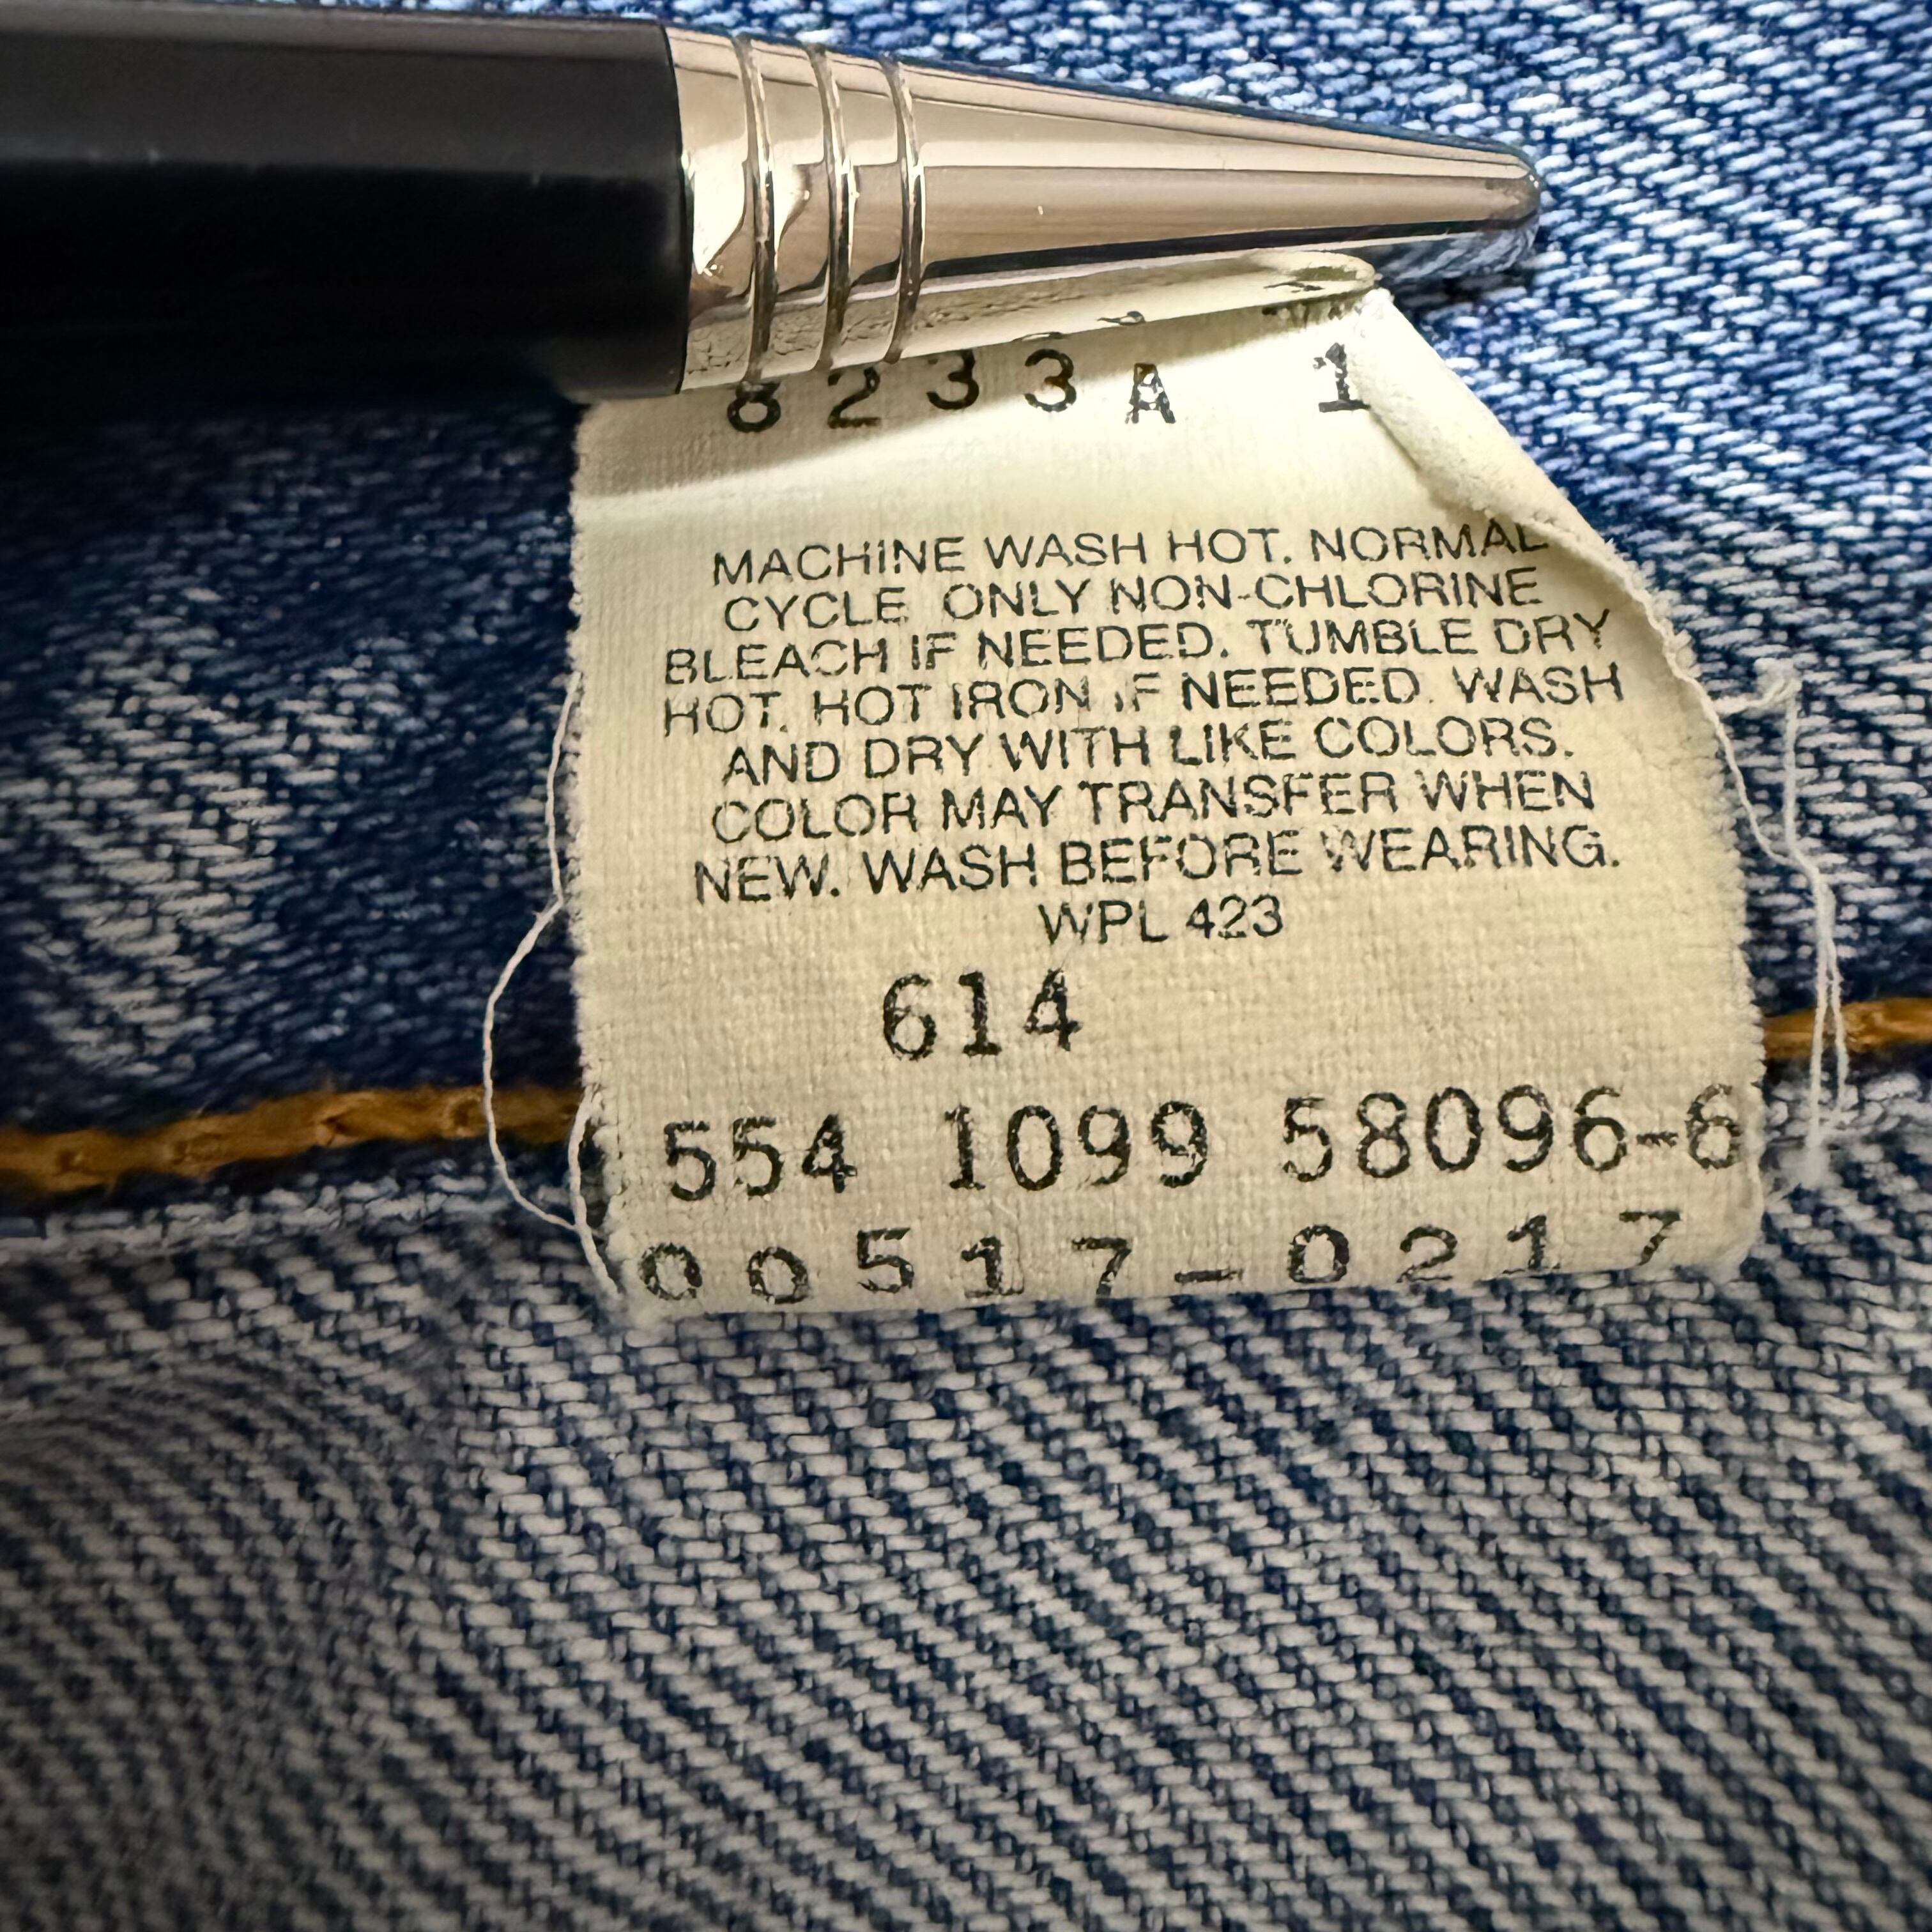 8233A 1
MACHINE WASH HOT. NORMAL
CYCLE ONLY NON-CHLORINE
BLEACH IF NEEDED. TUMBLE DRY
HOT. HOT IRON IF NEEDED. WASH
AND DRY WITH LIKE COLORS.
COLOR MAY TRANSFER WHEN
NEW. WASH BEFORE WEARING.
WPL 423
614
554 1099 58096-6
00517-0217